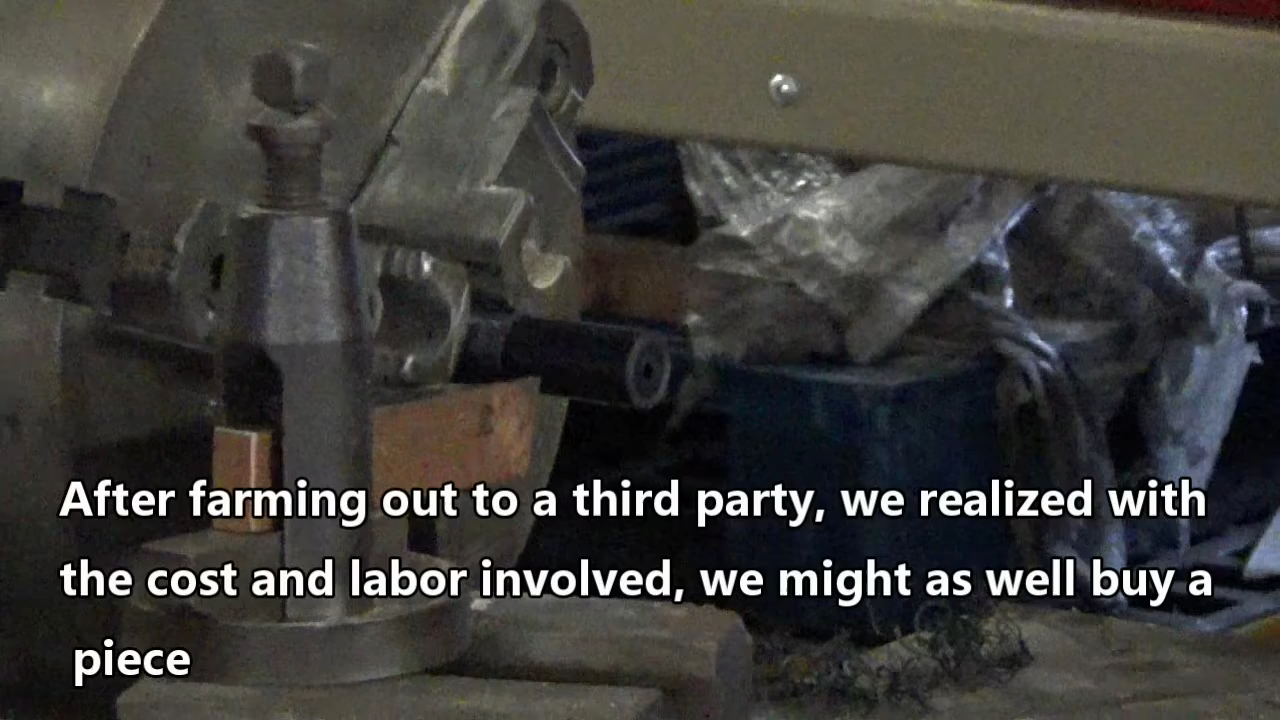 After farming out to a third party, we realized with
the cost and labor involved, we might as well buy a
piece